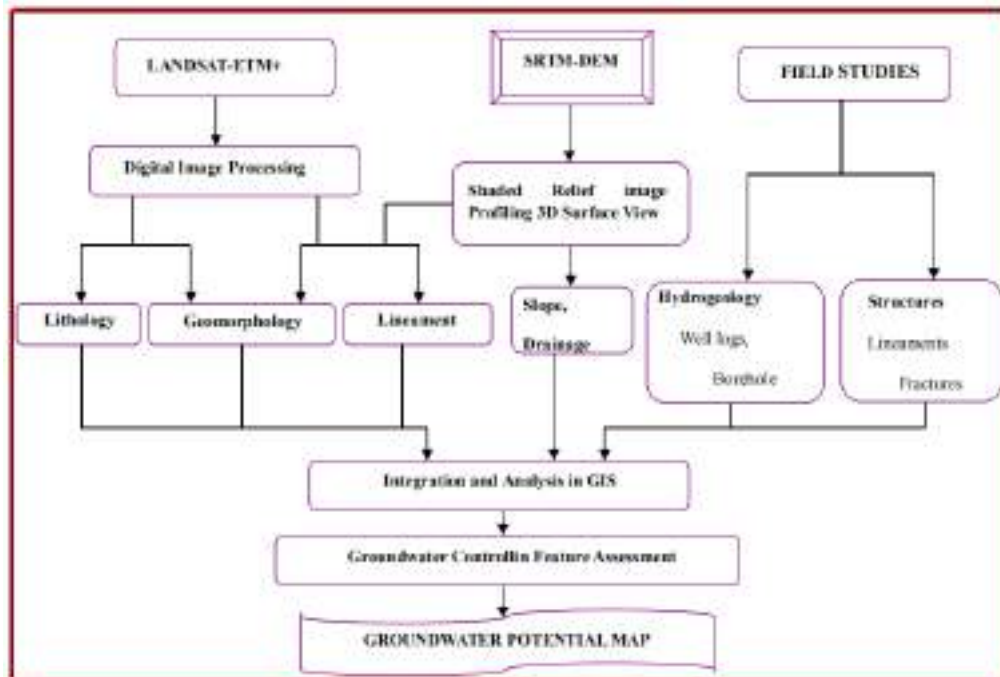 LANDSAT-ETM+
SRTM-DEM
FIELD STUDIES
Digital Image Processing
Shaded Relief image
Profiling 3D Surface View
Lithology
Geomorphology
Lineament
Slope,
Drainage
Hydrogeology
Well logs,
Borehole
Structures
Lineaments
Fractures
Integration and Analysis in GIS
Groundwater Controllin Feature Assessment
GROUNDWATER POTENTIAL MAP